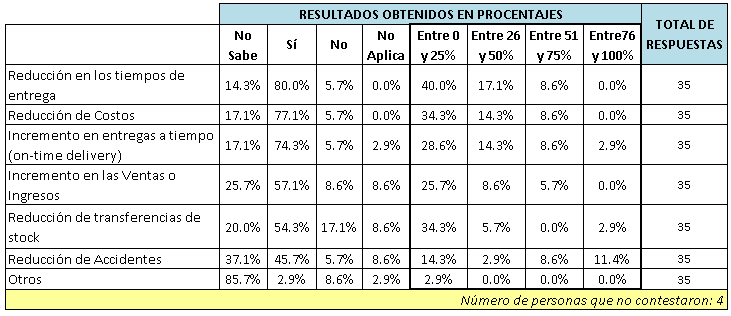 RESULTADOS OBTENIDOS EN PROCENTAJES TOTAL DE RESPUESTAS
No Sabe Sí No No Aplica Entre 0 y 25% Entre 26 y 50% Entre 51 y 75% Entre76 y 100%
Reducción en los tiempos de entrega 14.3% 80.0% 5.7% 0.0% 40.0% 17.1% 8.6% 0.0% 35
Reducción de Costos 17.1% 77.1% 5.7% 0.0% 34.3% 14.3% 8.6% 0.0% 35
Incremento en entregas a tiempo (on-time delivery) 17.1% 74.3% 5.7% 2.9% 28.6% 14.3% 8.6% 2.9% 35
Incremento en las Ventas o Ingresos 25.7% 57.1% 8.6% 8.6% 25.7% 8.6% 5.7% 0.0% 35
Reducción de transferencias de stock 20.0% 54.3% 17.1% 8.6% 34.3% 5.7% 0.0% 2.9% 35
Reducción de Accidentes 37.1% 45.7% 5.7% 8.6% 14.3% 2.9% 8.6% 11.4% 35
Otros 85.7% 2.9% 8.6% 2.9% 2.9% 0.0% 0.0% 0.0% 35
Número de personas que no contestaron: 4